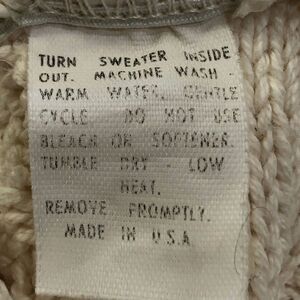 TURN SWEATER INSIDE
OUT. MACHINE WASH -
WARM WATER, GENTLE
CYCLE. DO NOT USE
BLEACH OR SOFTENER.
TUMBLE DRY - LOW
HEAT.
REMOVE PROMPTLY.
MADE IN U.S.A